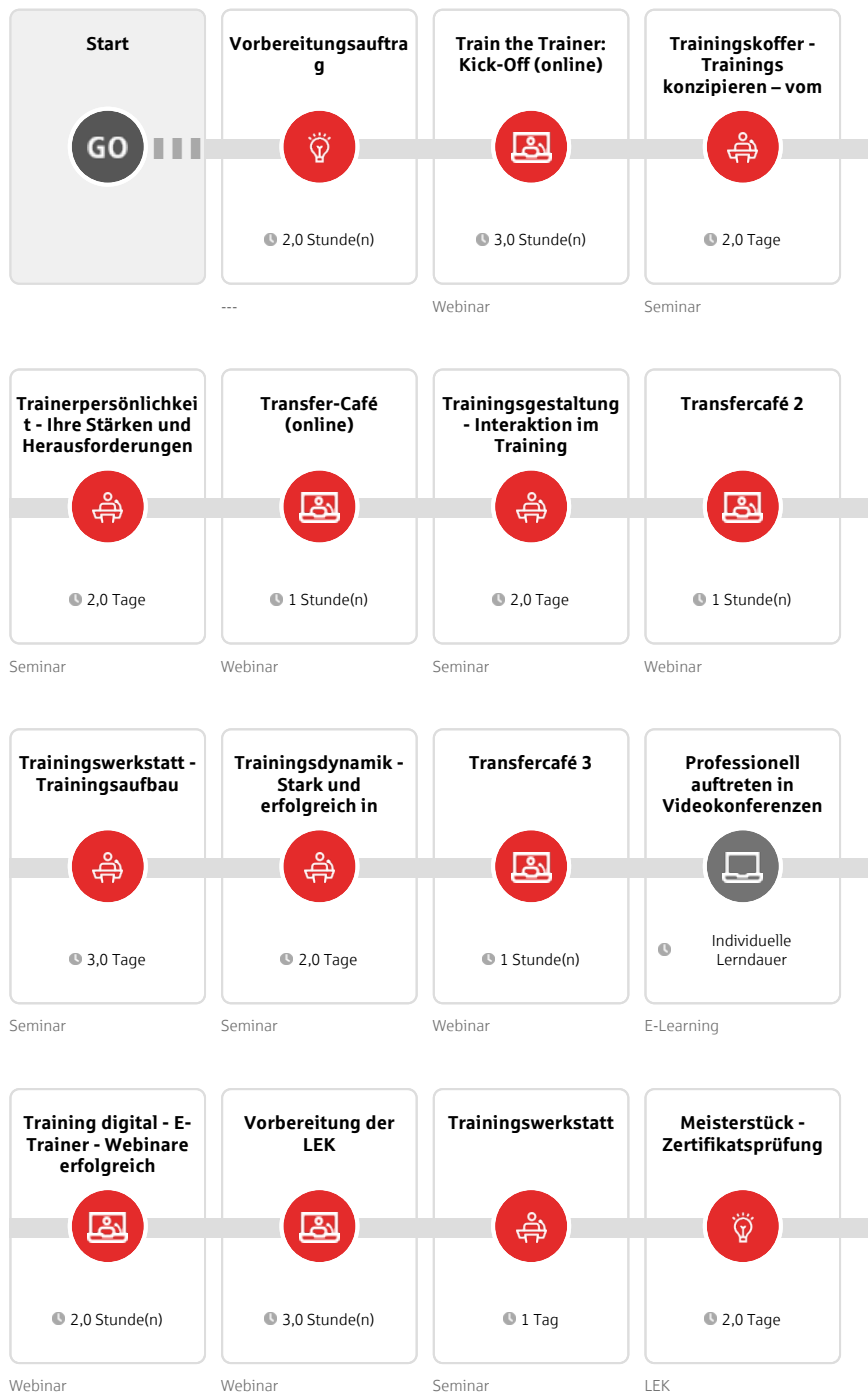 Start
Vorbereitungsauftra
g
Train the Trainer:
Kick-Off (online)
Trainingskoffer -
Trainings
konzipieren – vom
GO
2,0 Stunde(n)
3,0 Stunde(n)
2,0 Tage
---
Webinar
Seminar
Trainerpersönlichkei
t - Ihre Stärken und
Herausforderungen
Transfer-Café
(online)
Trainingsgestaltung
- Interaktion im
Training
Transfercafé 2
2,0 Tage
1 Stunde(n)
2,0 Tage
1 Stunde(n)
Seminar
Webinar
Seminar
Webinar
Trainingswerkstatt -
Trainingsaufbau
Trainingsdynamik -
Stark und
erfolgreich in
Transfercafé 3
Professionell
auftreten in
Videokonferenzen
3,0 Tage
2,0 Tage
1 Stunde(n)
Individuelle
Lerndauer
Seminar
Seminar
Webinar
E-Learning
Training digital - E-
Trainer - Webinare
erfolgreich
Vorbereitung der
LEK
Trainingswerkstatt
Meisterstück -
Zertifikatsprüfung
2,0 Stunde(n)
3,0 Stunde(n)
1 Tag
2,0 Tage
Webinar
Webinar
Seminar
LEK